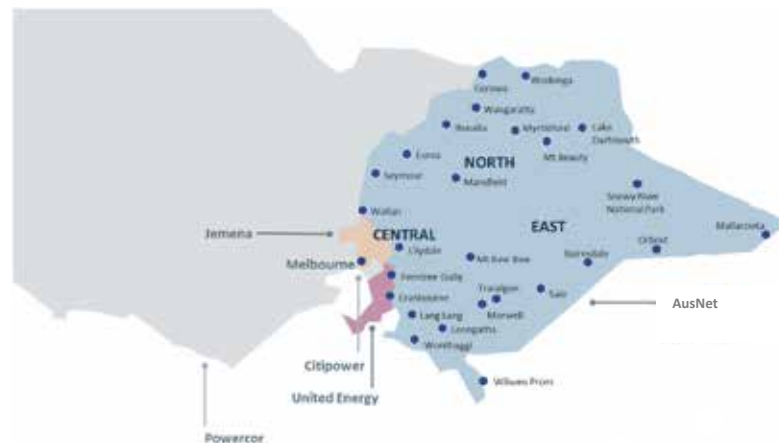 Corowa
Wodonga
Wangaratta
Benalla
Myrtleford
Lake
Dartmouth
Euroa
NORTH
Mt Beauty
Seymour
Mansfield
Snowy River
National Park
Wallan
Jemena
CENTRAL
EAST
Mallacoota
Lilydale
Orbost
Melbourne
Mt Baw Baw
Bairnsdale
Ferntree Gully
Traralgon
Sale
Cranbourne
AusNet
Lang Lang
Morwell
Leongatha
Wonthaggi
Citipower
Wilsons Prom
United Energy
Powercor